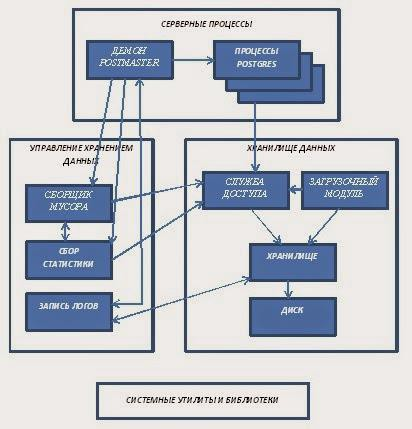 СЕРВЕРНЫЕ ПРОЦЕССЫ
ДЕМОН
POSTMASTER
ПРОЦЕССЫ
POSTGRES
УПРАВЛЕНИЕ ХРАНЕНИЕМ
ДАННЫХ
СБОРЩИК
МУСОРА
СБОР
СТАТИСТИКИ
ЗАПИСЬ ЛОГОВ
ХРАНИЛИЩЕ ДАННЫХ
СЛУЖБА
ДОСТУПА
ЗАГРУЗОЧНЫЙ
МОДУЛЬ
ХРАНИЛИЩЕ
ДИСК
СИСТЕМНЫЕ УТИЛИТЫ И БИБЛИОТЕКИ